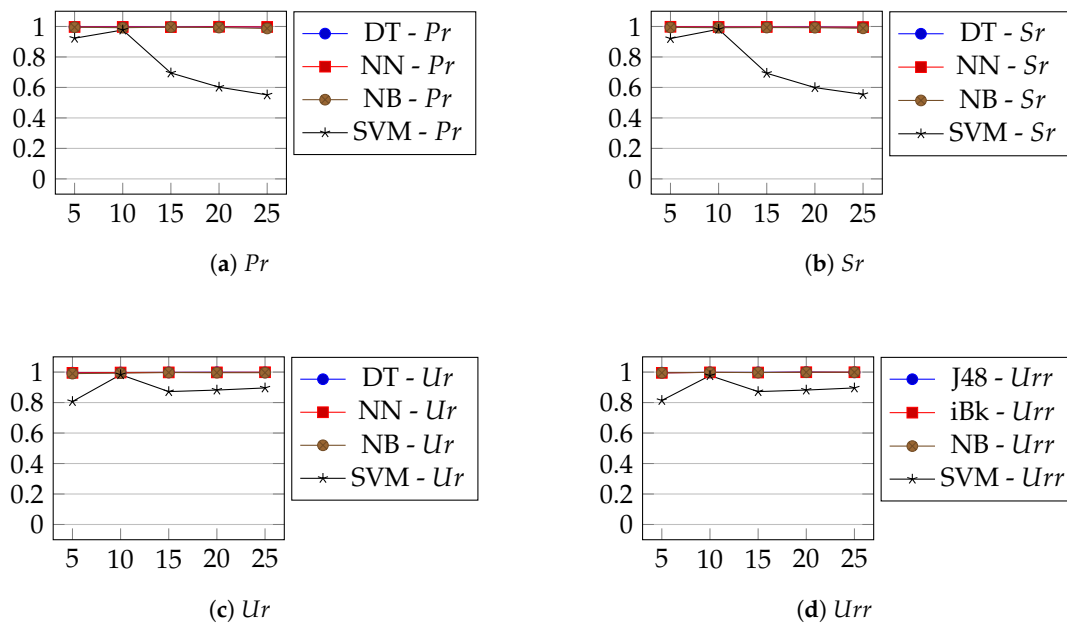 1
0.8
0.6
0.4
0.2
0
5 10 15 20 25
DT - Pr
NN - Pr
NB - Pr
SVM - Pr
(a) Pr
1
0.8
0.6
0.4
0.2
0
5 10 15 20 25
DT - Sr
NN - Sr
NB - Sr
SVM - Sr
(b) Sr
1
0.8
0.6
0.4
0.2
0
5 10 15 20 25
DT - Ur
NN - Ur
NB - Ur
SVM - Ur
(c) Ur
1
0.8
0.6
0.4
0.2
0
5 10 15 20 25
J48 - Urr
iBk - Urr
NB - Urr
SVM - Urr
(d) Urr